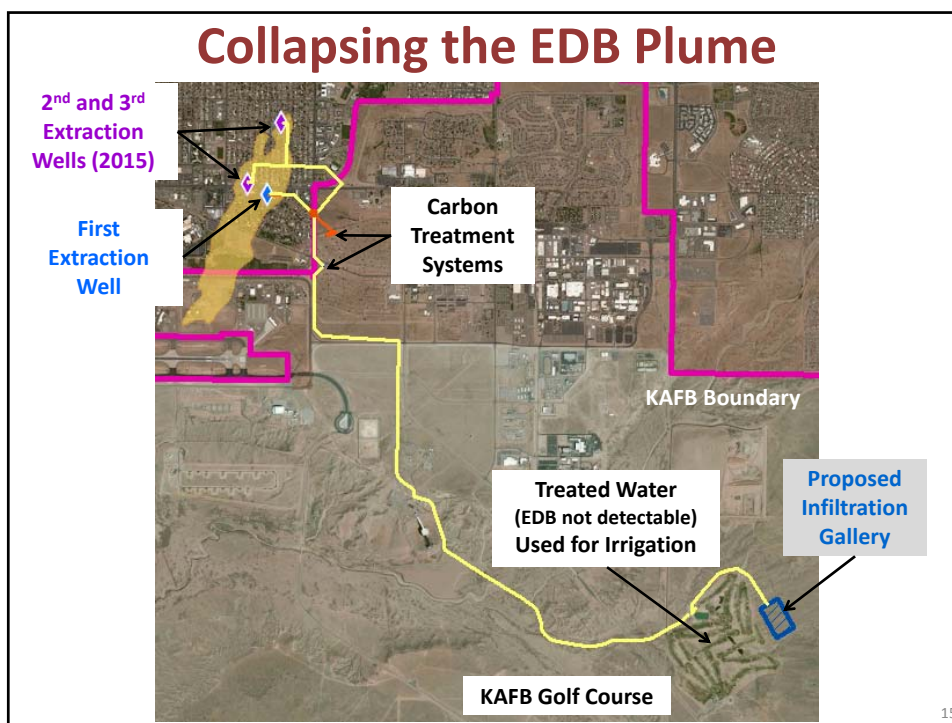 Collapsing the EDB Plume
2nd and 3rd
Extraction
Wells (2015)
First
Extraction
Well
Carbon
Treatment
Systems
KAFB Boundary
Treated Water
(EDB not detectable)
Used for Irrigation
Proposed
Infiltration
Gallery
KAFB Golf Course
15